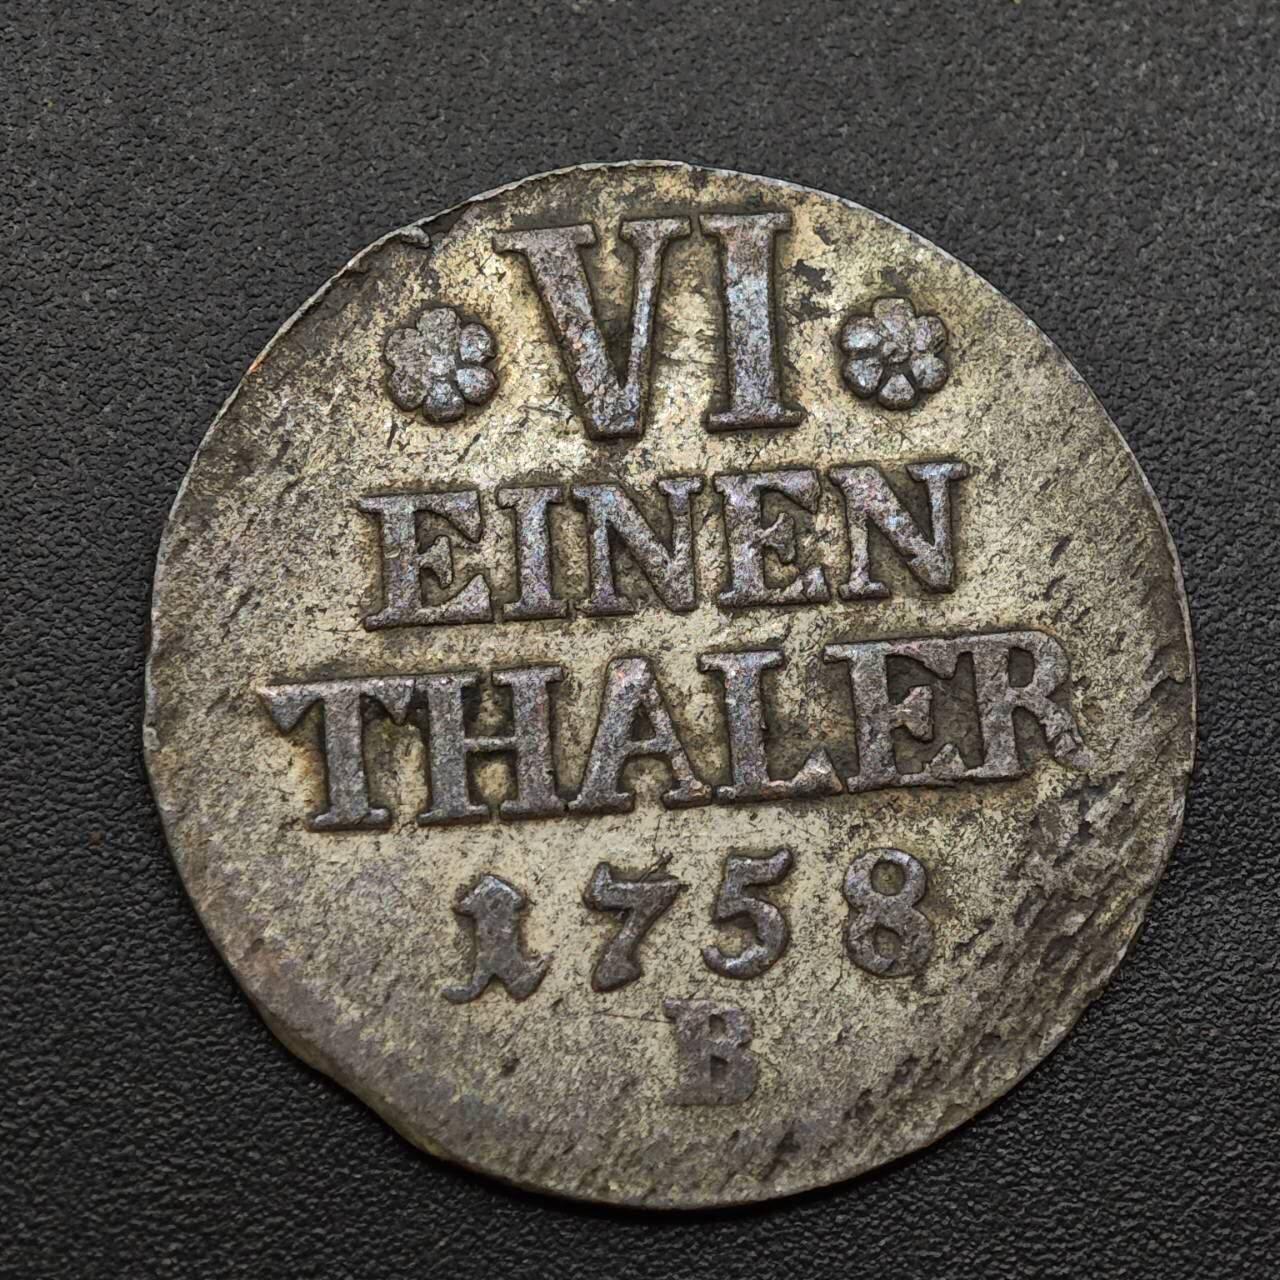 VI
EINEN
THALER
1758
B